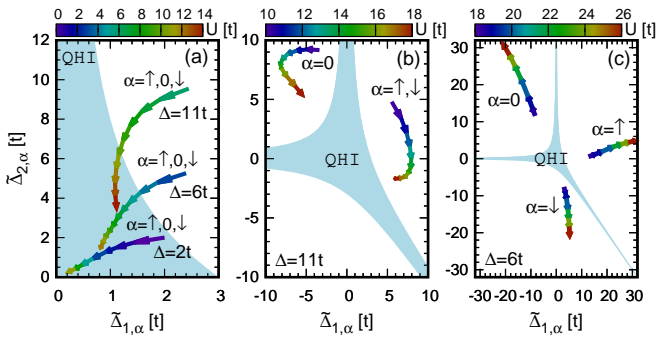 0 2 4 6 8 10 12 14 U [t]
10 12 14 16 18 U [t]
18 20 22 24 26 U [t]
12
10
8
6
4
2
0
Δ̃2,α [t]
QHI
(a)
α=↑,0,↓
Δ=11t
α=↑,0,↓
Δ=6t
α=↑,0,↓
Δ=2t
0 1 2 3
Δ̃1,α [t]
10
5
0
−5
−10
(b)
α=0
α=↑,↓
QHI
Δ=11t
−10 −5 0 5 10
Δ̃1,α [t]
30
20
10
0
−10
−20
−30
(c)
α=0
α=↑
QHI
α=↓
Δ=6t
−30 −20 −10 0 10 20 30
Δ̃1,α [t]